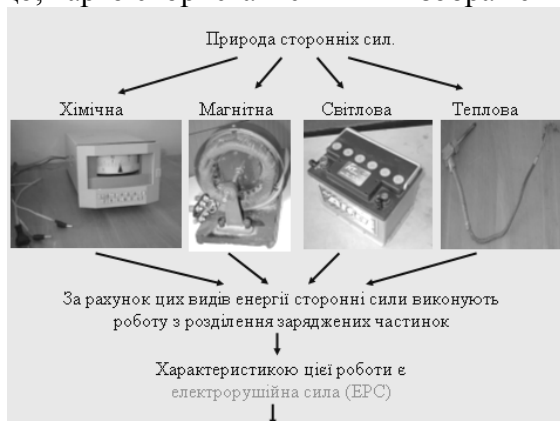 Природа сторонніх сил.
Хімічна Магнітна Світлова Теплова
За рахунок цих видів енергії сторонні сили виконують
роботу з розділення заряджених частинок
Характеристикою цієї роботи є
електрорушійна сила (ЕРС)